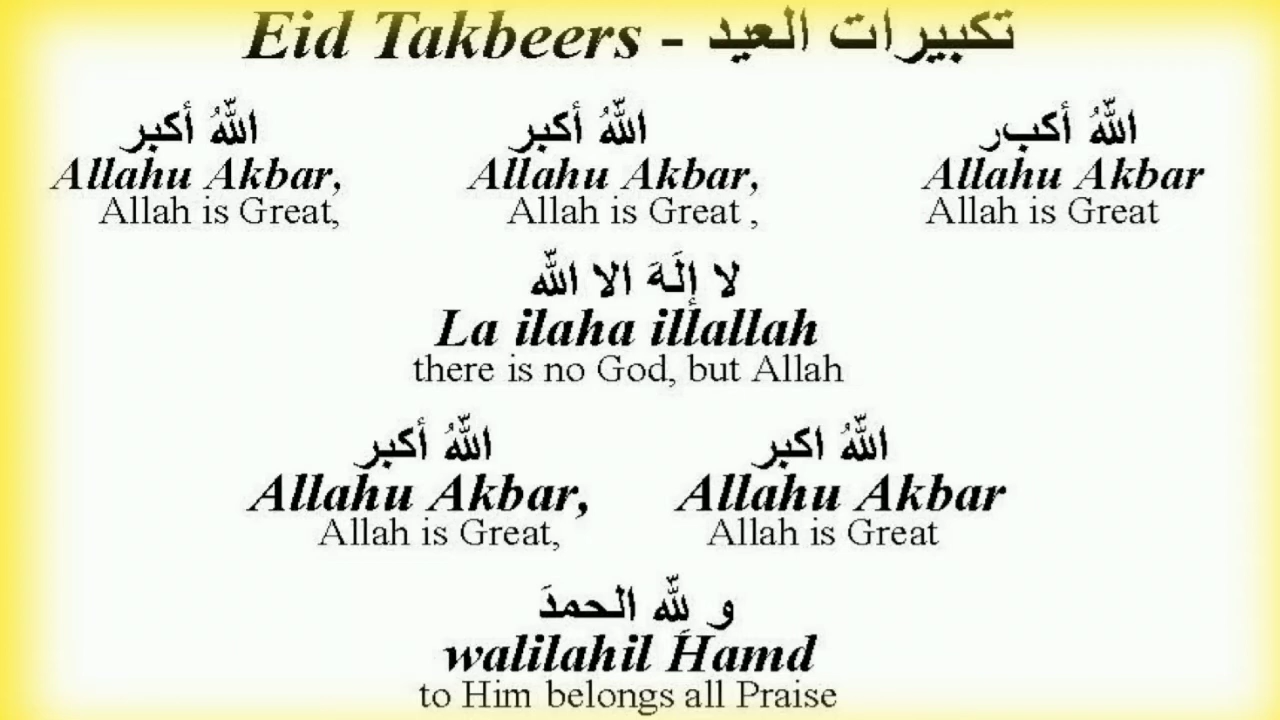 Eid Takbeers - تكبيرات العيد
اللّهُ أكبر اللّهُ أكبر اللّهُ أكبر
Allahu Akbar, Allahu Akbar, Allahu Akbar
Allah is Great, Allah is Great , Allah is Great
لا إلَهَ الا اللّه
La ilaha illallah
there is no God, but Allah
اللّهُ أكبر اللّهُ اكبر
Allahu Akbar, Allahu Akbar
Allah is Great, Allah is Great
و لِلّه الحمدَ
walilahil Hamd
to Him belongs all Praise